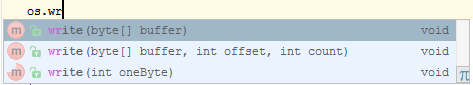 os.wr
m write(byte[] buffer) void
m write(byte[] buffer, int offset, int count) void
m write(int oneByte) void
π